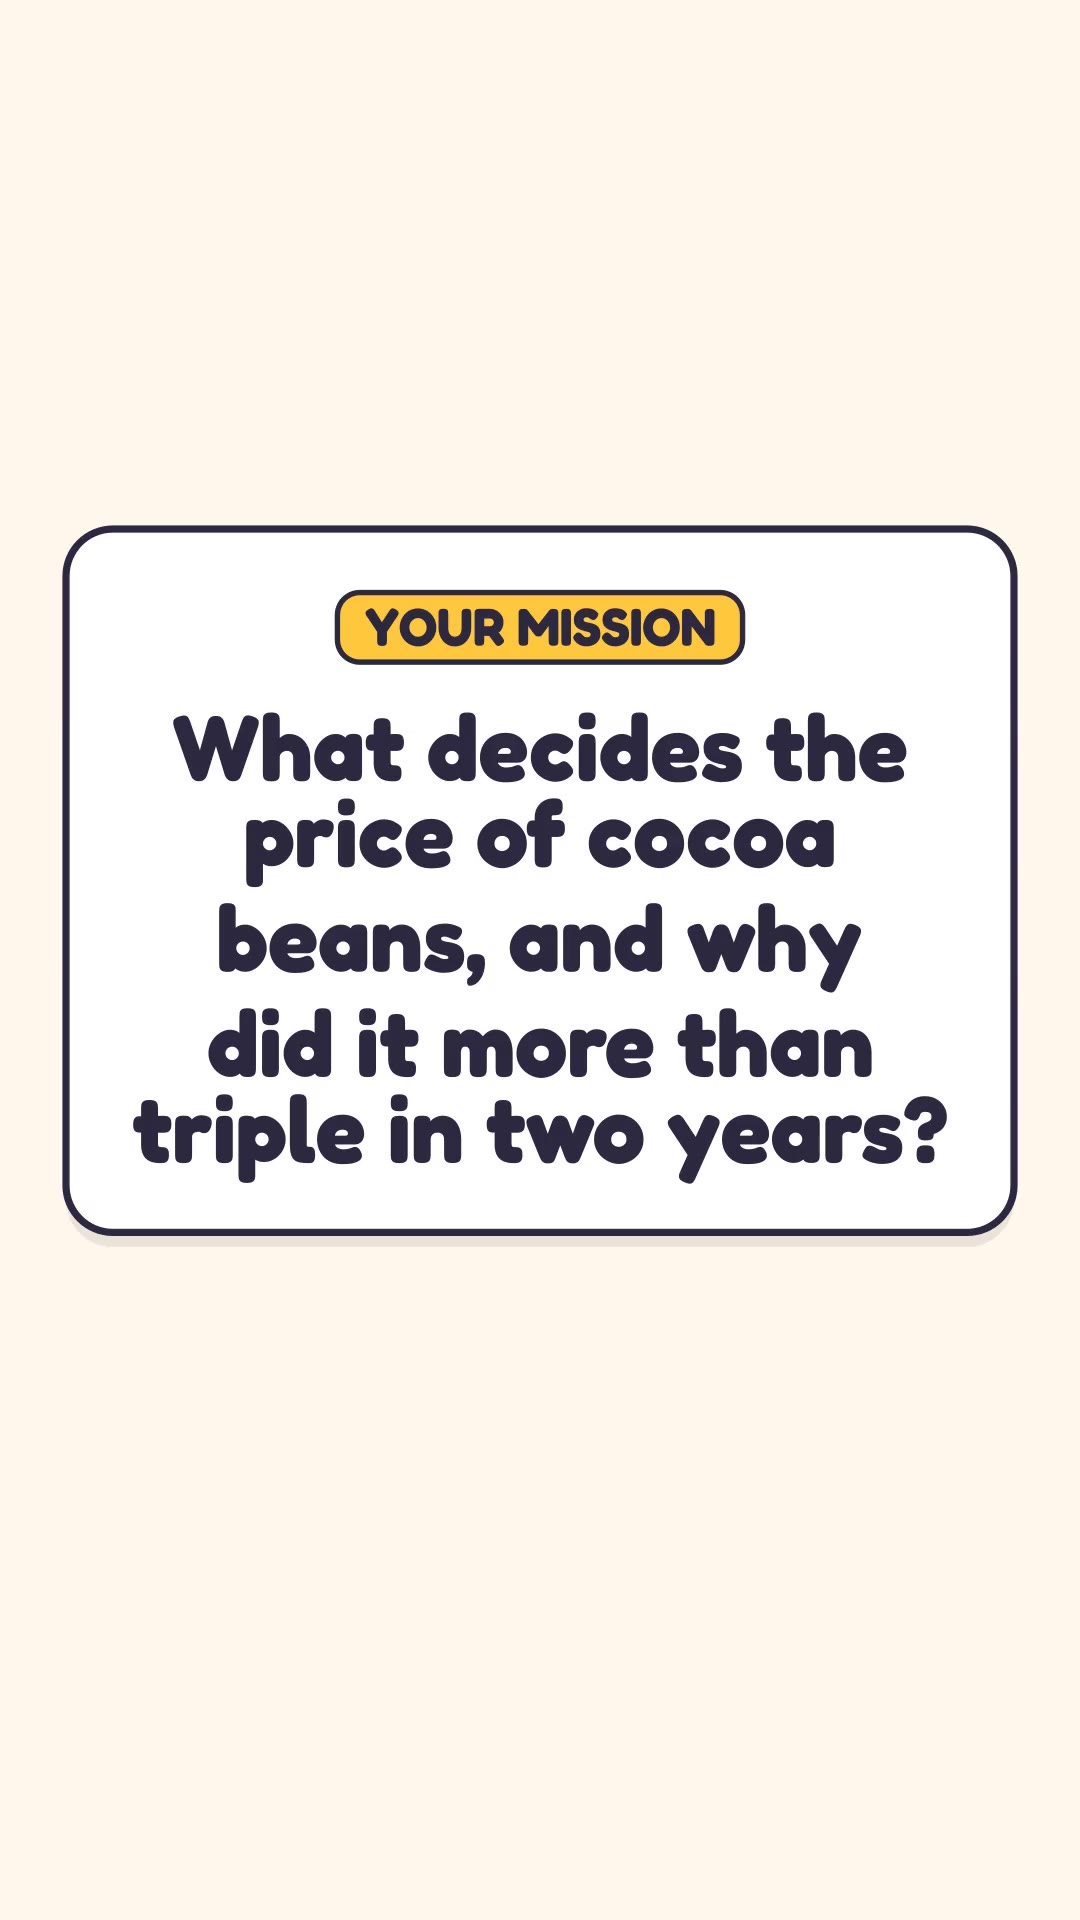 YOUR MISSION
What decides the
price of cocoa
beans, and why
did it more than
triple in two years?